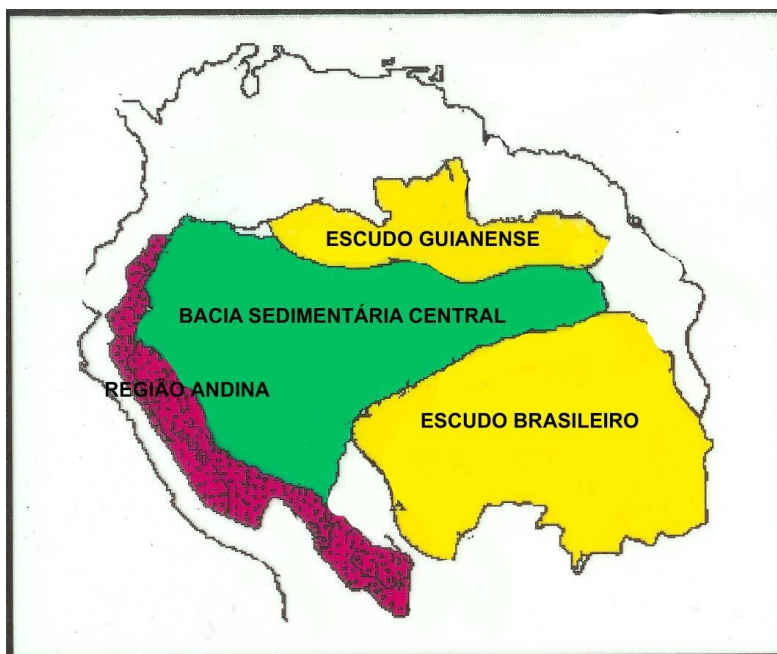 ESCUDO GUIANENSE
BACIA SEDIMENTÁRIA CENTRAL
REGIÃO ANDINA
ESCUDO BRASILEIRO